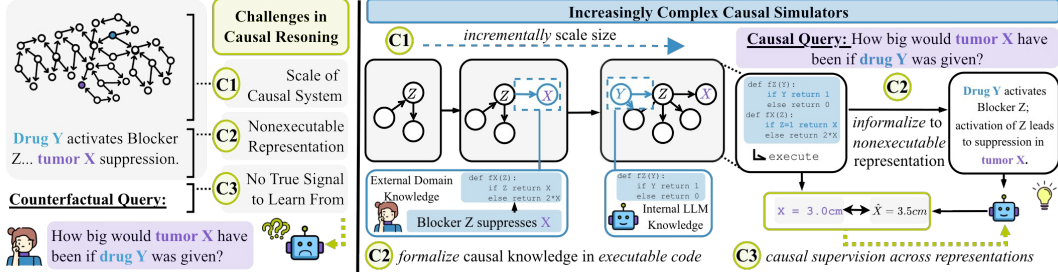 Challenges in
Causal Resoning
C1
Scale of
Causal System
C2
Nonexecutable
Representation
C3
No True Signal
to Learn From
Drug Y activates Blocker
Z... tumor X suppression.
Counterfactual Query:
How big would tumor X have
been if drug Y was given?
???
Increasingly Complex Causal Simulators
C1
incrementally scale size
Z
Z
X
Y
Z
X
External Domain
Knowledge
def fX(Z):
if Z return X
else return 2*X
Blocker Z suppresses X
def fZ(Y):
if Y return 1
else return 0
Internal LLM
Knowledge
C2 formalize causal knowledge in executable code
Causal Query: How big would tumor X have
been if drug Y was given?
def fZ(Y):
if Y return 1
else return 0
def fX(Z):
if Z=1 return X
else return 2*X
execute
C2
informalize to
nonexecutable
representation
Drug Y activates
Blocker Z;
activation of Z leads
to suppression in
tumor X.
X = 3.0cm
X̂ = 3.5cm
C3 causal supervision across representations